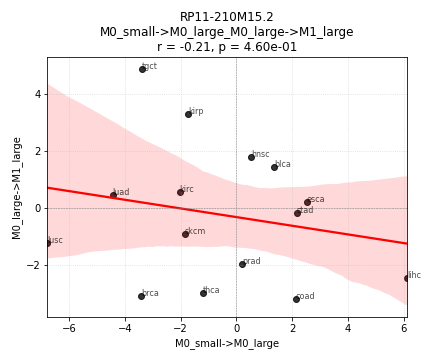 RP11-210M15.2
M0_small->M0_large_M0_large->M1_large
r = -0.21, p = 4.60e-01
tgct
kirp
hnsc
blca
luad
kirc
esca
stad
skcm
lusc
prad
lihc
brca
thca
4
2
0
−2
−6
−4
−2
0
2
4
6
M0_large->M1_large
M0_small->M0_large